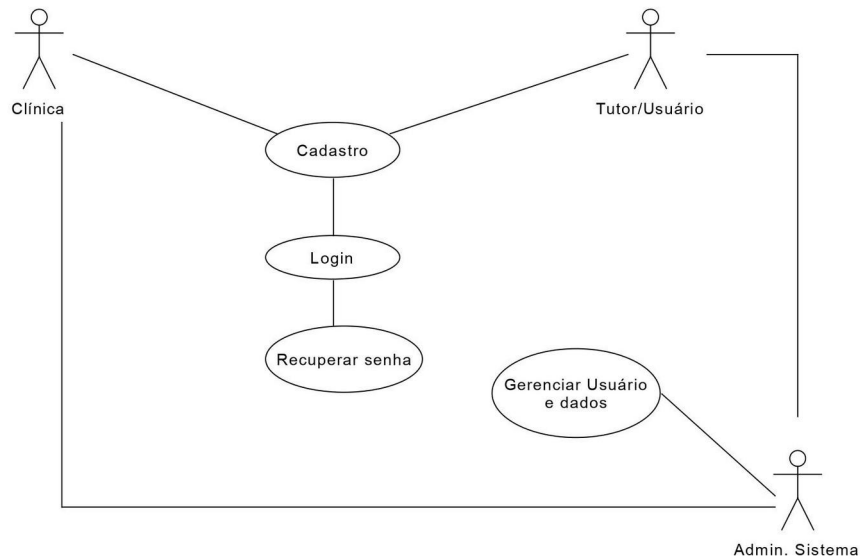 Clínica
Tutor/Usuário
Cadastro
Login
Recuperar senha
Gerenciar Usuário
e dados
Admin. Sistema